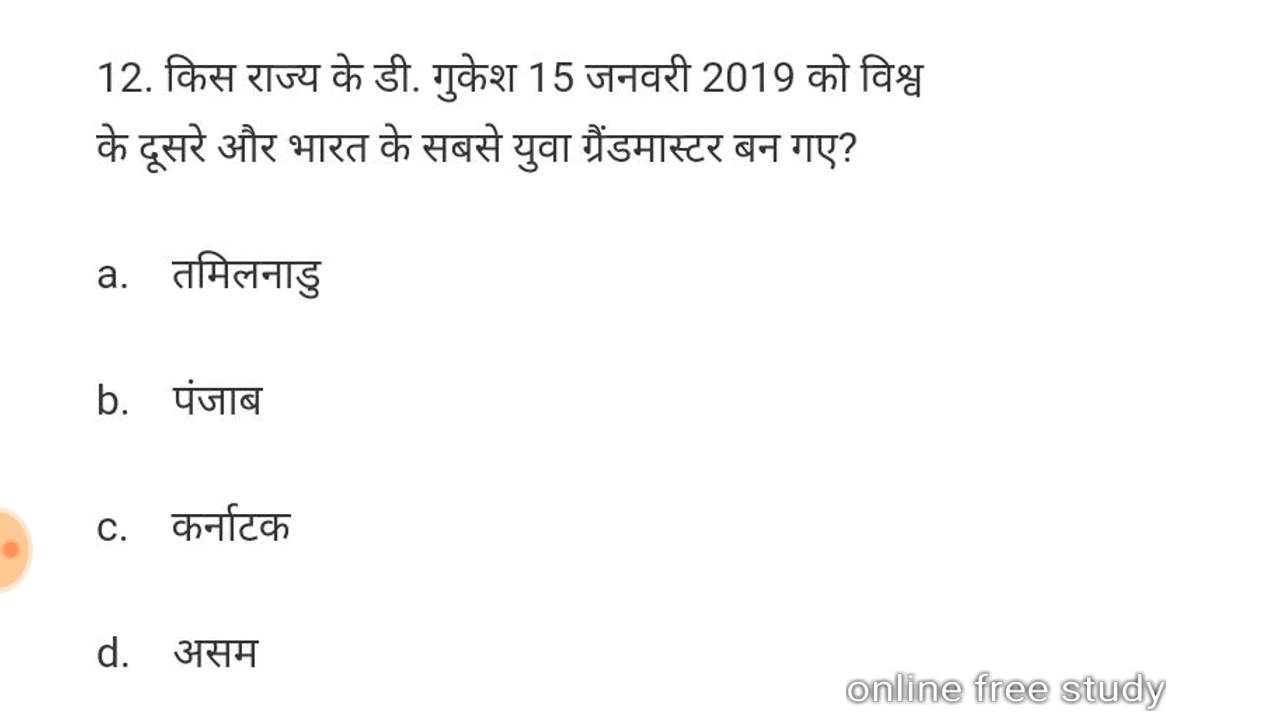 12. किस राज्य के डी. गुकेश 15 जनवरी 2019 को विश्व
के दूसरे और भारत के सबसे युवा ग्रैंडमास्टर बन गए?
a. तमिलनाडु
b. पंजाब
c. कर्नाटक
d. असम
online free study